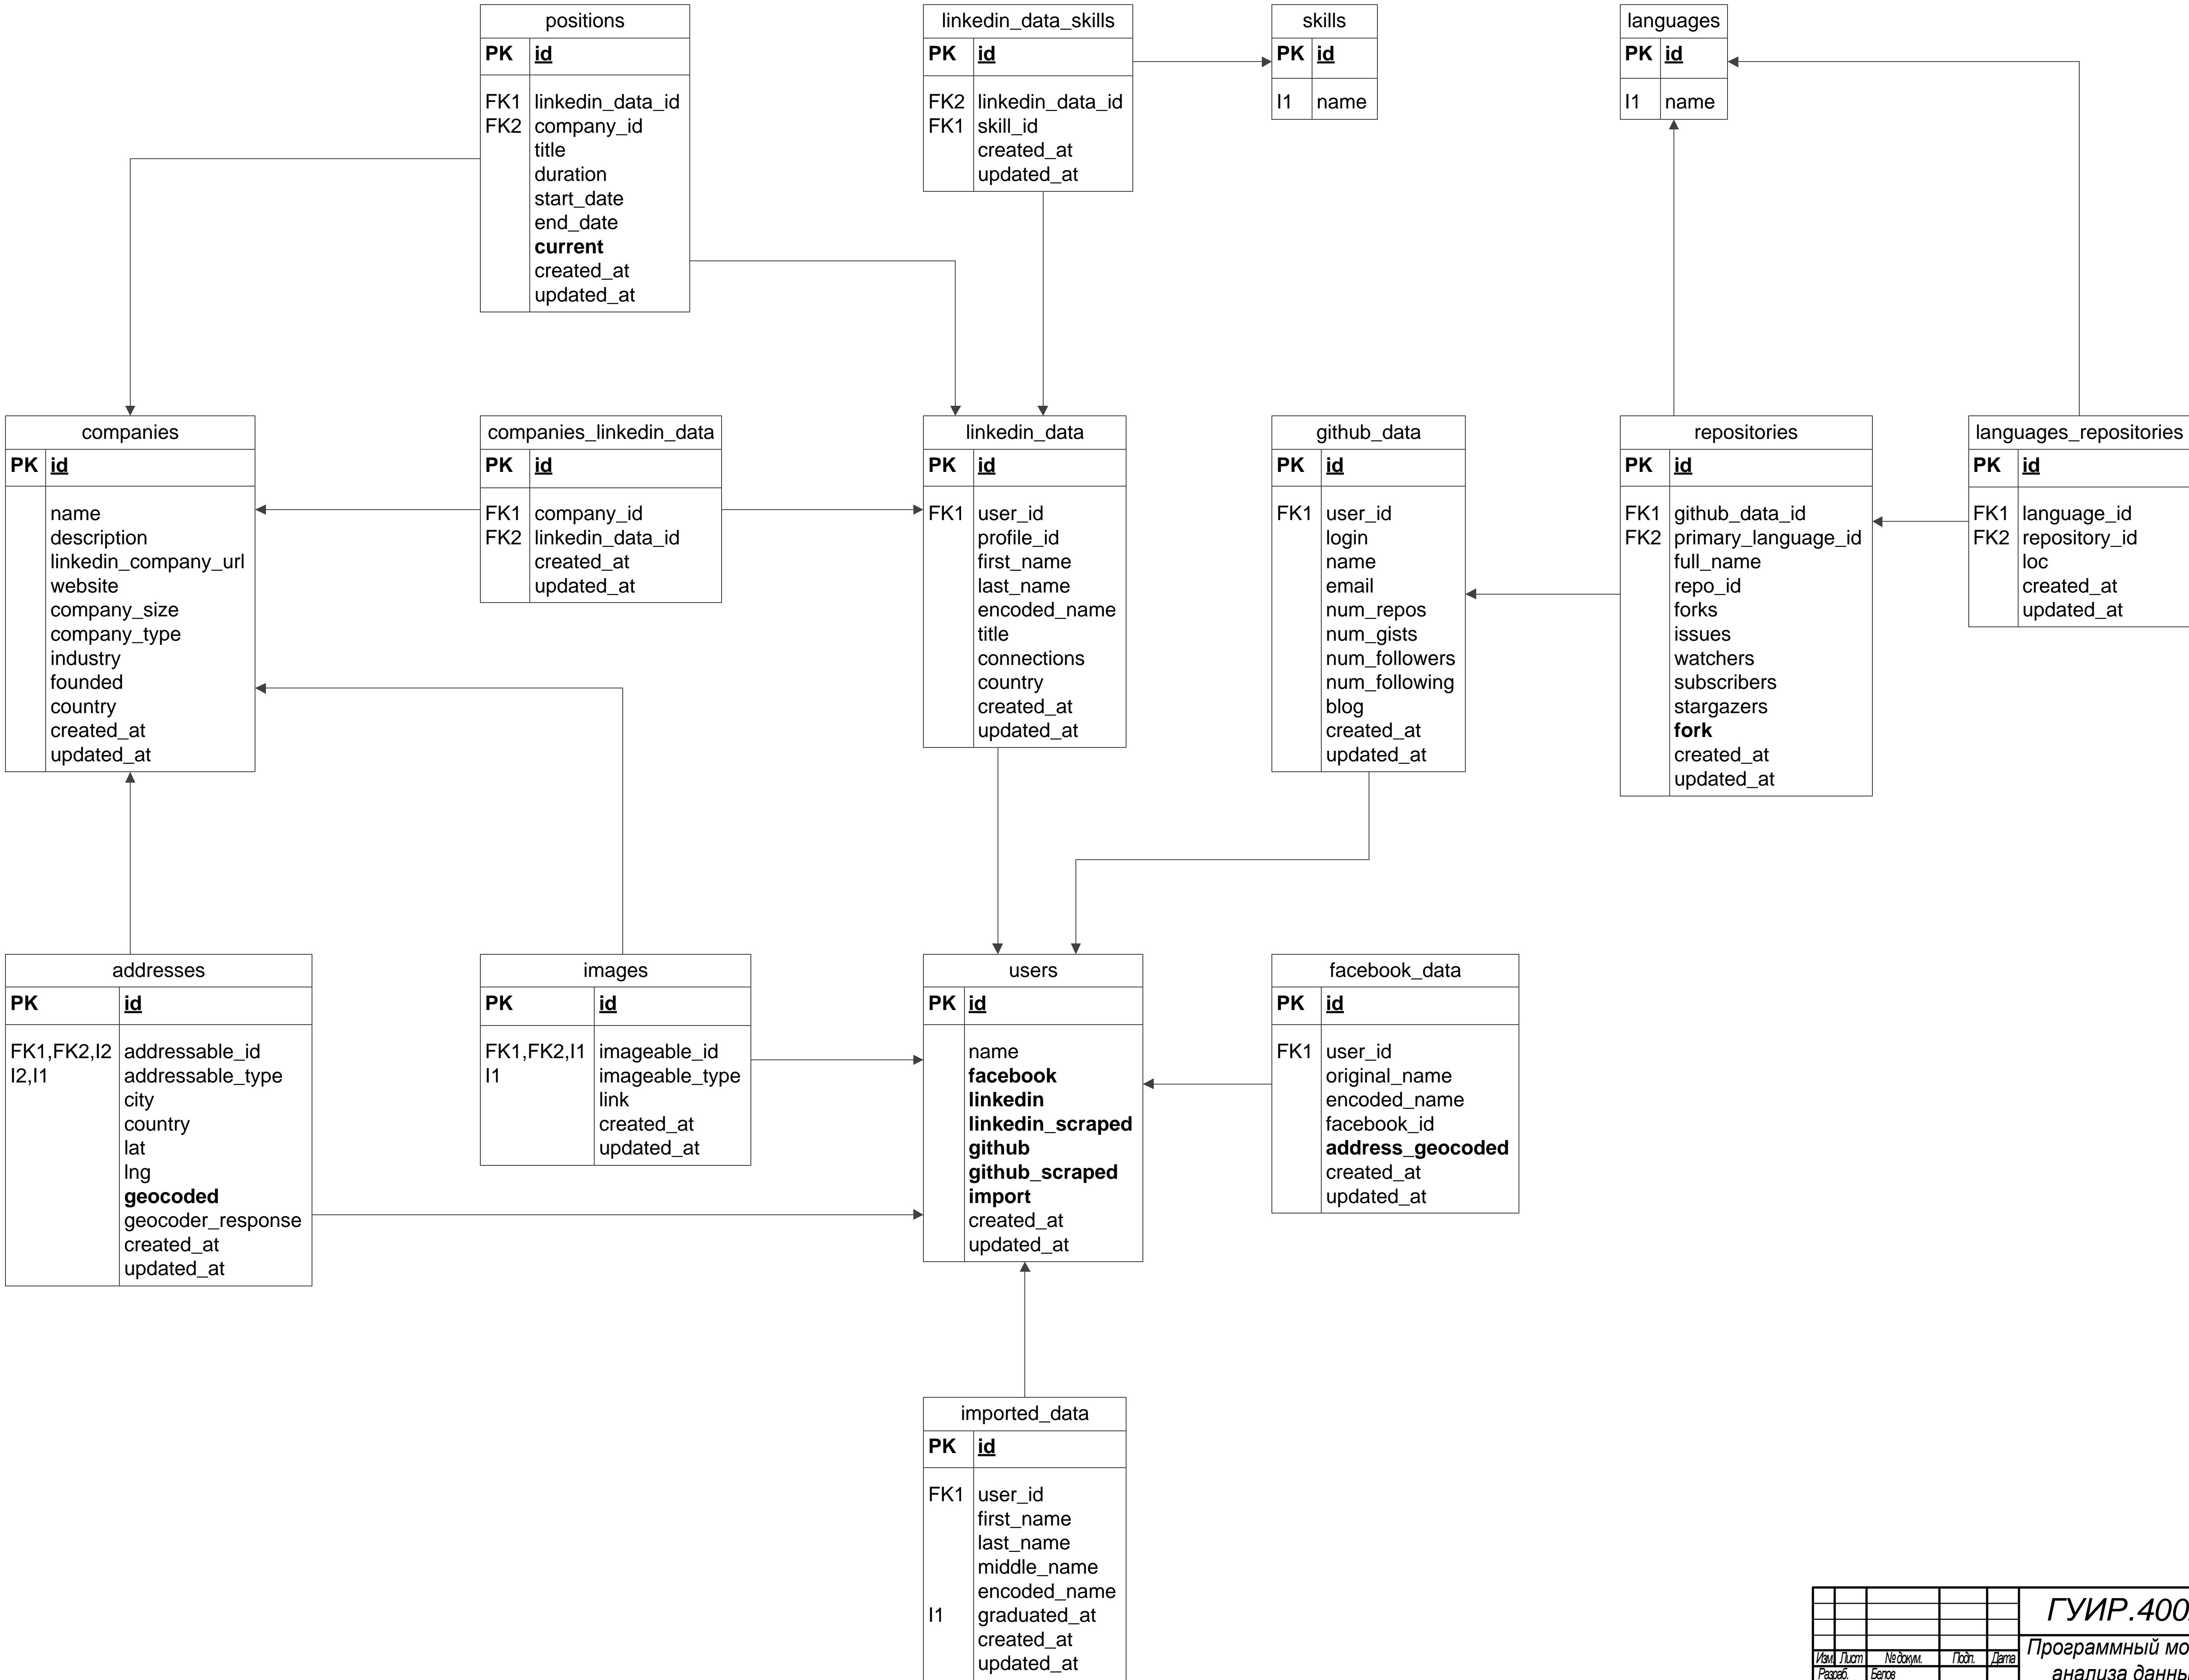 positions
PK id
FK1 linkedin_data_id
FK2 company_id
title
duration
start_date
end_date
current
created_at
updated_at
linkedin_data_skills
PK id
FK2 linkedin_data_id
FK1 skill_id
created_at
updated_at
skills
PK id
I1 name
languages
PK id
I1 name
companies
PK id
name
description
linkedin_company_url
website
company_size
company_type
industry
founded
country
created_at
updated_at
companies_linkedin_data
PK id
FK1 company_id
FK2 linkedin_data_id
created_at
updated_at
linkedin_data
PK id
FK1 user_id
profile_id
first_name
last_name
encoded_name
title
connections
country
created_at
updated_at
github_data
PK id
FK1 user_id
login
name
email
num_repos
num_gists
num_followers
num_following
blog
created_at
updated_at
repositories
PK id
FK1 github_data_id
FK2 primary_language_id
full_name
repo_id
forks
issues
watchers
subscribers
stargazers
fork
created_at
updated_at
languages_repositories
PK id
FK1 language_id
FK2 repository_id
loc
created_at
updated_at
addresses
PK id
FK1,FK2,I2 addressable_id
I2,I1 addressable_type
city
country
lat
lng
geocoded
geocoder_response
created_at
updated_at
images
PK id
FK1,FK2,I1 imageable_id
I1 imageable_type
link
created_at
updated_at
users
PK id
name
facebook
linkedin
linkedin_scraped
github
github_scraped
import
created_at
updated_at
facebook_data
PK id
FK1 user_id
original_name
encoded_name
facebook_id
address_geocoded
created_at
updated_at
imported_data
PK id
FK1 user_id
first_name
last_name
middle_name
encoded_name
I1 graduated_at
created_at
updated_at
ГУИР.400
Программный мо
анализа данны
Изм. Лист № докум. Подп. Дата
Разраб. Белов